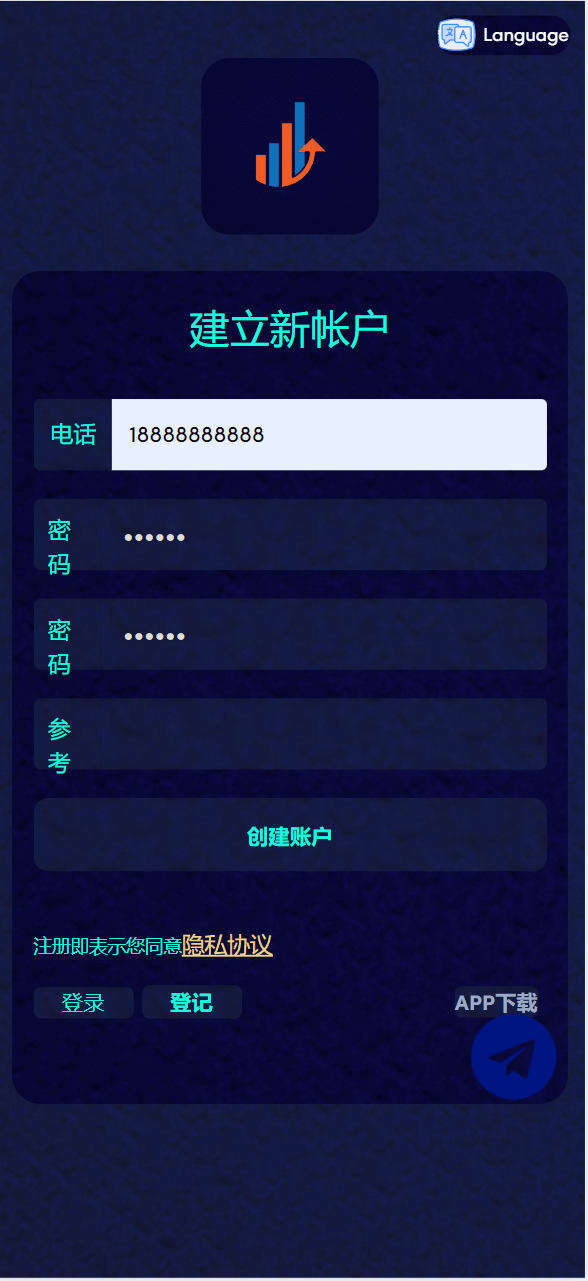 Language
建立新帐户
电话
18888888888
密
码
••••••
密
码
••••••
参
考
创建账户
注册即表示您同意隐私协议
登录
登记
APP下载